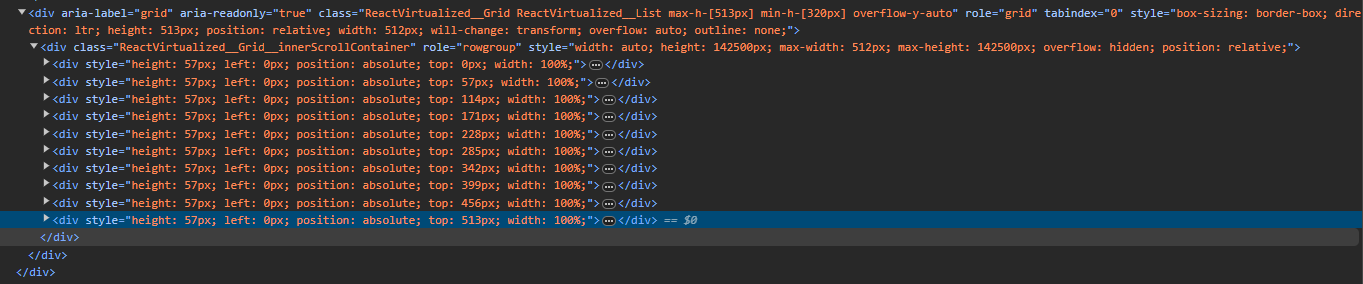 ▼<div aria-label="grid" aria-readonly="true" class="ReactVirtualized__Grid ReactVirtualized__List max-h-[513px] min-h-[320px] overflow-y-auto" role="grid" tabindex="0" style="box-sizing: border-box; dire
ction: ltr; height: 513px; position: relative; width: 512px; will-change: transform; overflow: auto; outline: none;">
▼<div class="ReactVirtualized__Grid__innerScrollContainer" role="rowgroup" style="width: auto; height: 142500px; max-width: 512px; max-height: 142500px; overflow: hidden; position: relative;">
▶<div style="height: 57px; left: 0px; position: absolute; top: 0px; width: 100%;">…</div>
▶<div style="height: 57px; left: 0px; position: absolute; top: 57px; width: 100%;">…</div>
▶<div style="height: 57px; left: 0px; position: absolute; top: 114px; width: 100%;">…</div>
▶<div style="height: 57px; left: 0px; position: absolute; top: 171px; width: 100%;">…</div>
▶<div style="height: 57px; left: 0px; position: absolute; top: 228px; width: 100%;">…</div>
▶<div style="height: 57px; left: 0px; position: absolute; top: 285px; width: 100%;">…</div>
▶<div style="height: 57px; left: 0px; position: absolute; top: 342px; width: 100%;">…</div>
▶<div style="height: 57px; left: 0px; position: absolute; top: 399px; width: 100%;">…</div>
▶<div style="height: 57px; left: 0px; position: absolute; top: 456px; width: 100%;">…</div>
▶<div style="height: 57px; left: 0px; position: absolute; top: 513px; width: 100%;">…</div> == $0
</div>
</div>
</div>